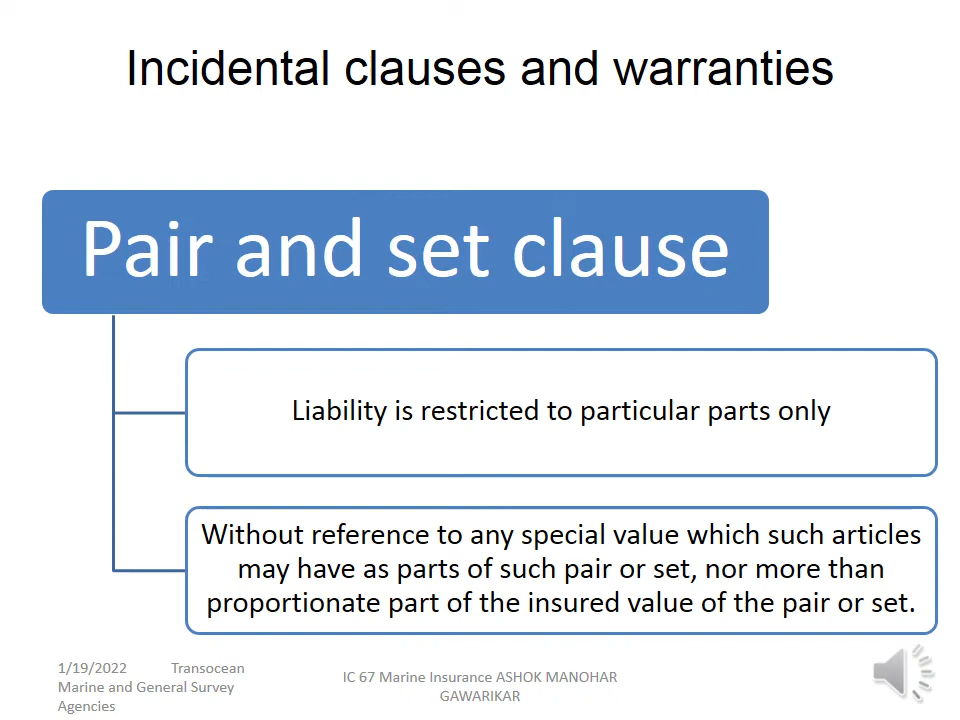 Incidental clauses and warranties
Pair and set clause
Liability is restricted to particular parts only
Without reference to any special value which such articles
may have as parts of such pair or set, nor more than
proportionate part of the insured value of the pair or set.
1/19/2022 Transocean
Marine and General Survey
Agencies
IC 67 Marine Insurance ASHOK MANOHAR
GAWARIKAR